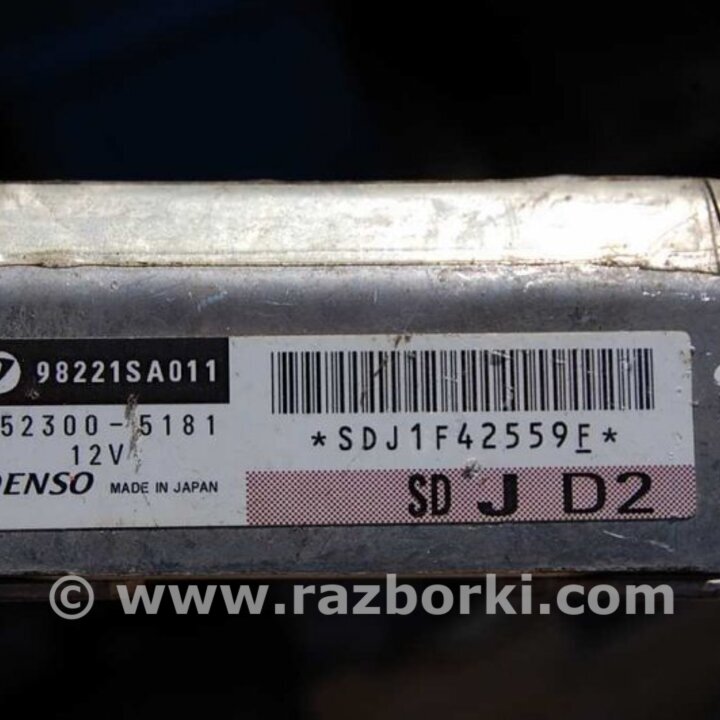 98221SA011
52300-5181
12V
DENSO MADE IN JAPAN
*SDJ1F42559F*
SD J D2
© www.razborki.com